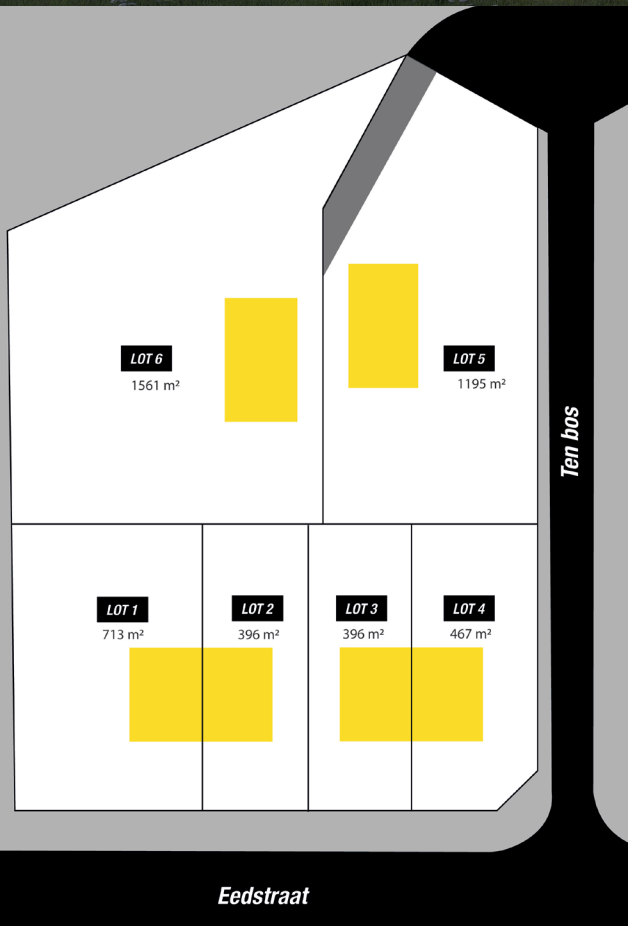 LOT 6
1561 m²
LOT 5
1195 m²
Ten bos
LOT 1
713 m²
LOT 2
396 m²
LOT 3
396 m²
LOT 4
467 m²
Eedstraat